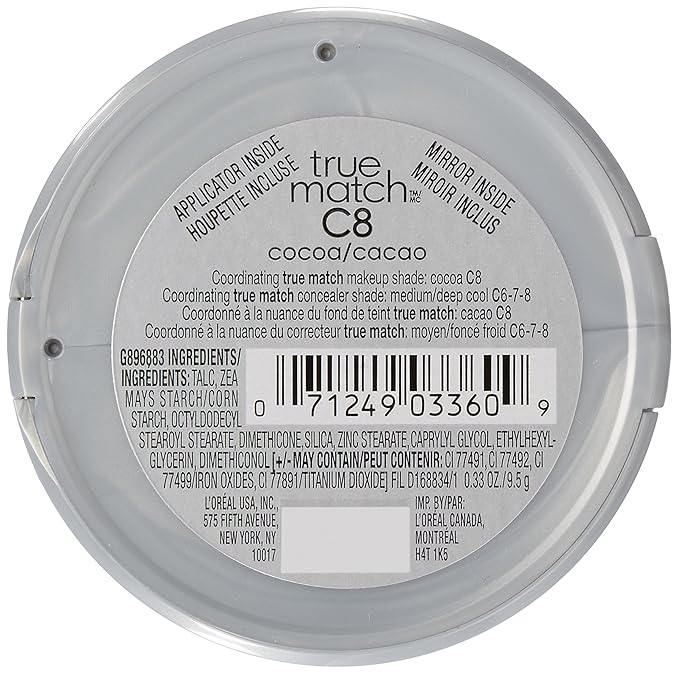 APPLICATOR INSIDE
HOUPETTE INCLUSE
true
match TM/MC
MIRROR INSIDE
MIROIR INCLUS
C8
cocoa/cacao
Coordinating true match makeup shade: cocoa C8
Coordinating true match concealer shade: medium/deep cool C6-7-8
Coordonné à la nuance du fond de teint true match: cacao C8
Coordonné à la nuance du correcteur true match: moyen/foncé froid C6-7-8
G896883 INGREDIENTS/
INGRÉDIENTS: TALC, ZEA
MAYS STARCH/CORN
STARCH, OCTYLDODECYL
STEAROYL STEARATE, DIMETHICONE, SILICA, ZINC STEARATE, CAPRYLYL GLYCOL, ETHYLHEXYL-
GLYCERIN, DIMETHICONOL [+/- MAY CONTAIN/PEUT CONTENIR: CI 77491, CI 77492, CI
77499/IRON OXIDES, CI 77891/TITANIUM DIOXIDE] FIL D168834/1 0.33 OZ./9.5 g
0 71249 03360 9
L'ORÉAL USA, INC.,
575 FIFTH AVENUE,
NEW YORK, NY
10017
IMP. BY/PAR:
L'ORÉAL CANADA,
MONTRÉAL
H4T 1K5